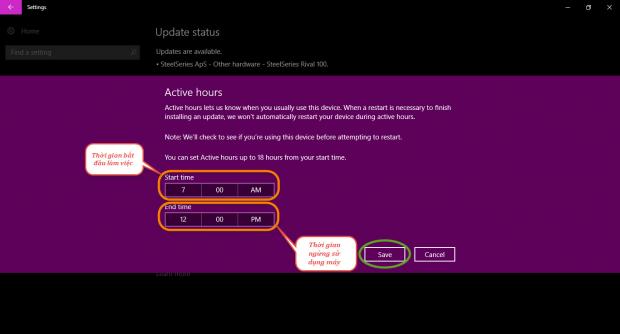 Settings
Home
Update status
Find a setting
Updates are available.
• SteelSeries ApS - Other hardware - SteelSeries Rival 100.
Active hours
Active hours lets us know when you usually use this device. When a restart is necessary to finish
installing an update, we won't automatically restart your device during active hours.
Note: We'll check to see if you're using this device before attempting to restart.
You can set Active hours up to 18 hours from your start time.
Thời gian bắt
đầu làm việc
Start time
7 00 AM
End time
12 00 PM
Thời gian
ngừng sử
dụng máy
Save
Cancel
Learn more